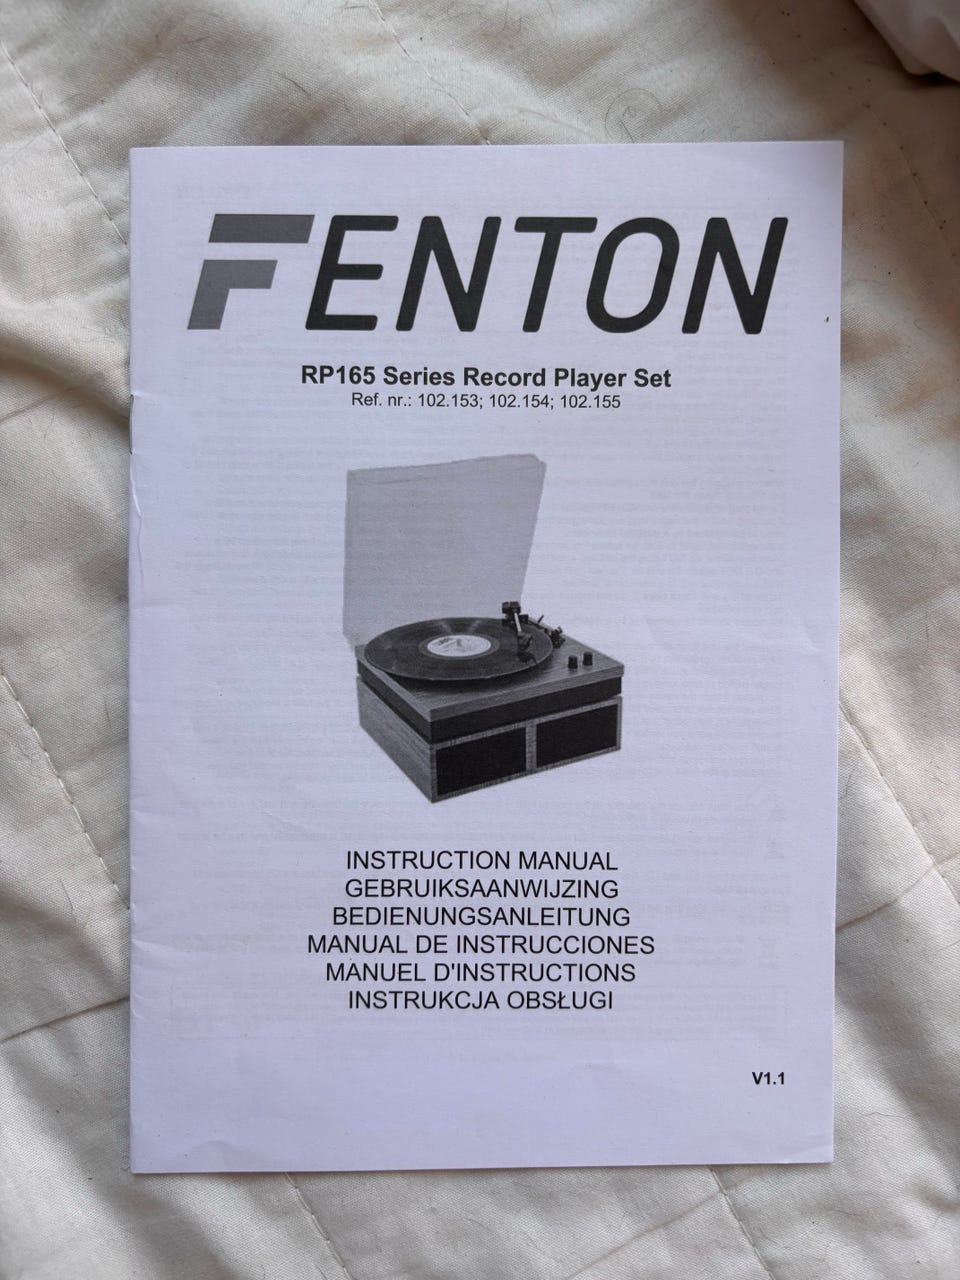 FENTON
RP165 Series Record Player Set
Ref. nr.: 102.153; 102.154; 102.155
INSTRUCTION MANUAL
GEBRUIKSAANWIJZING
BEDIENUNGSANLEITUNG
MANUAL DE INSTRUCCIONES
MANUEL D'INSTRUCTIONS
INSTRUKCJA OBSŁUGI
V1.1